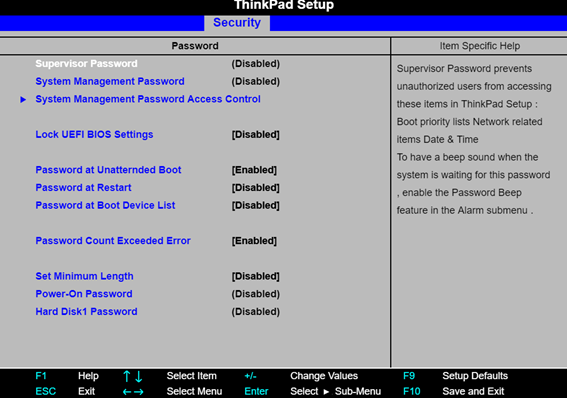 ThinkPad Setup
Security
Password
Item Specific Help
Supervisor Password (Disabled)
System Management Password (Disabled)
▶ System Management Password Access Control
Lock UEFI BIOS Settings [Disabled]
Password at Unatternded Boot [Enabled]
Password at Restart [Disabled]
Password at Boot Device List [Disabled]
Password Count Exceeded Error [Enabled]
Set Minimum Length [Disabled]
Power-On Password (Disabled)
Hard Disk1 Password (Disabled)
Supervisor Password prevents
unauthorized users from accessing
these items in ThinkPad Setup :
Boot priority lists Network related
items Date & Time
To have a beep sound when the
system is waiting for this password
, enable the Password Beep
feature in the Alarm submenu .
F1 Help ↑↓ Select Item +/- Change Values F9 Setup Defaults
ESC Exit ←→ Select Menu Enter Select ▶ Sub-Menu F10 Save and Exit